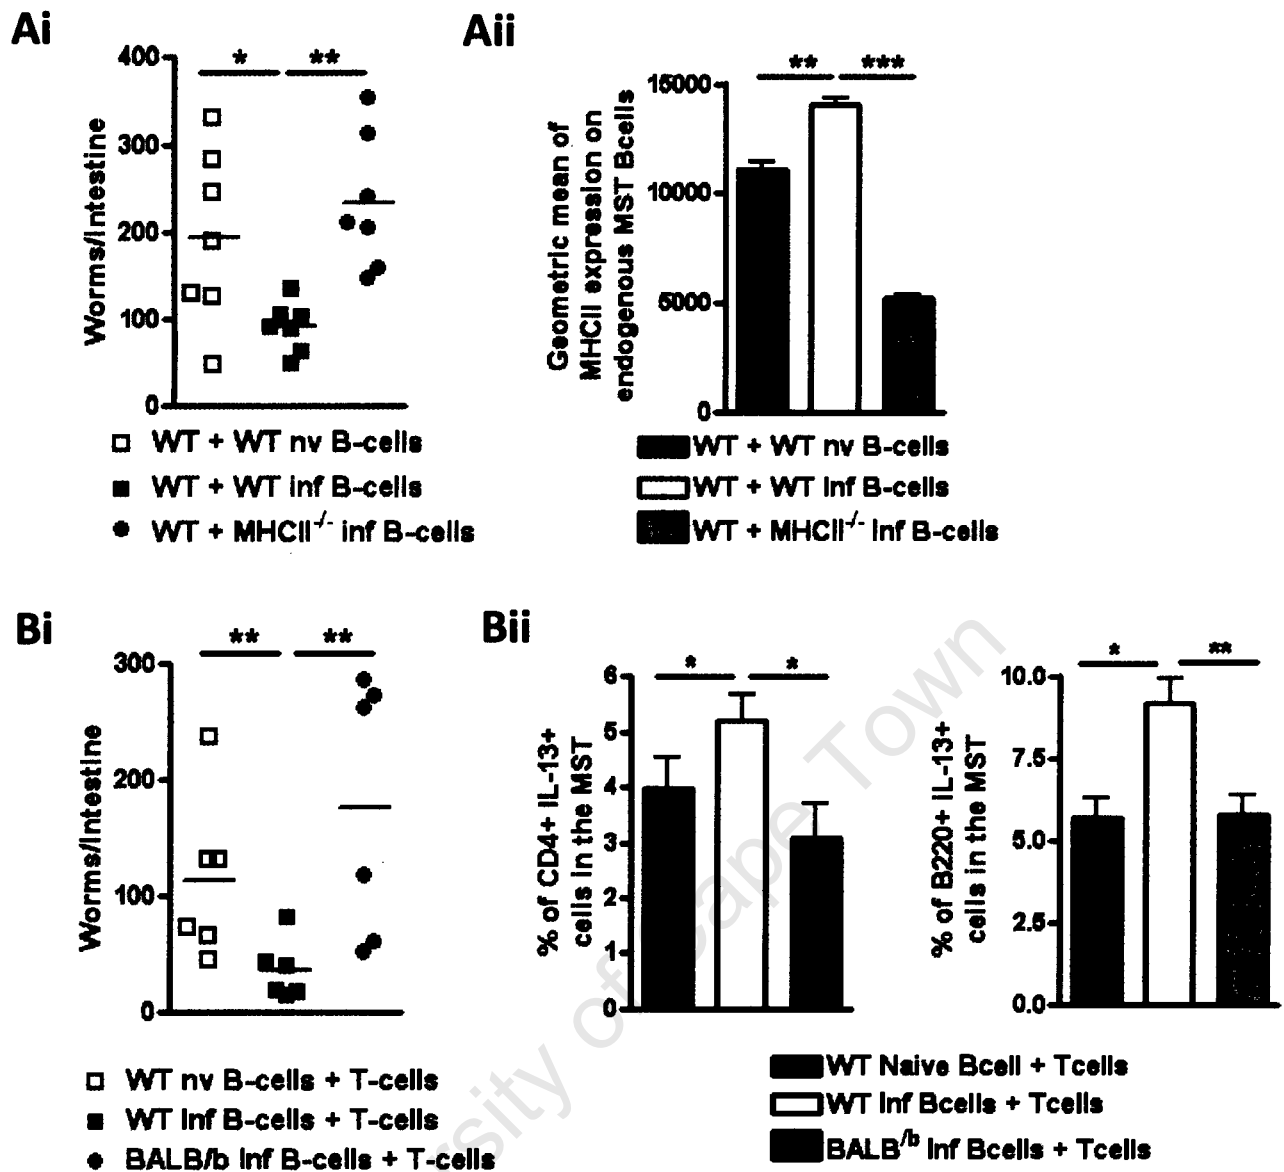 Ai
* **
400
300
200
100
0
Worms/Intestine
□ WT + WT nv B-cells
■ WT + WT inf B-cells
● WT + MHCII-/- inf B-cells
Aii
** ***
15000
10000
5000
0
Geometric mean of
MHCII expression on
endogenous MST Bcells
WT + WT nv B-cells
WT + WT inf B-cells
WT + MHCII-/- inf B-cells
Bi
** **
300
200
100
0
Worms/Intestine
□ WT nv B-cells + T-cells
■ WT inf B-cells + T-cells
● BALB/b inf B-cells + T-cells
Bii
* *
6
5
4
3
2
1
0
% of CD4+ IL-13+
cells in the MST
* **
10.0
7.5
5.0
2.5
0.0
% of B220+ IL-13+
cells in the MST
WT Naive Bcell + Tcells
WT Inf Bcells + Tcells
BALB/b Inf Bcells + Tcells
rsity of Cape Town